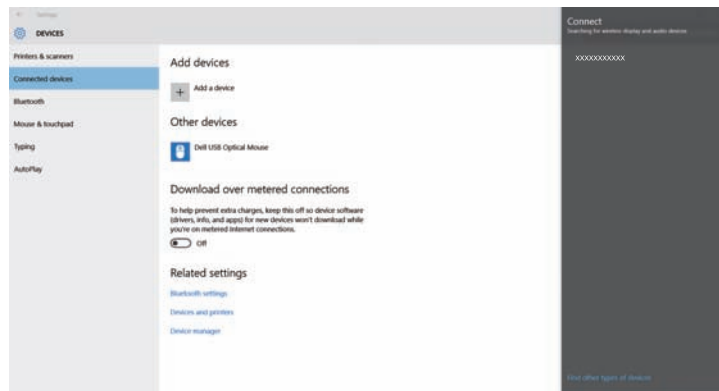 Settings
DEVICES
Printers & scanners
Connected devices
Bluetooth
Mouse & touchpad
Typing
AutoPlay
Add devices
Add a device
Other devices
Dell USB Optical Mouse
Download over metered connections
To help prevent extra charges, keep this off so device software
(drivers, info, and apps) for new devices won't download while
you're on metered Internet connections.
Off
Related settings
Bluetooth settings
Devices and printers
Device manager
Connect
Searching for wireless display and audio devices
XXXXXXXXXXX
Find other types of devices